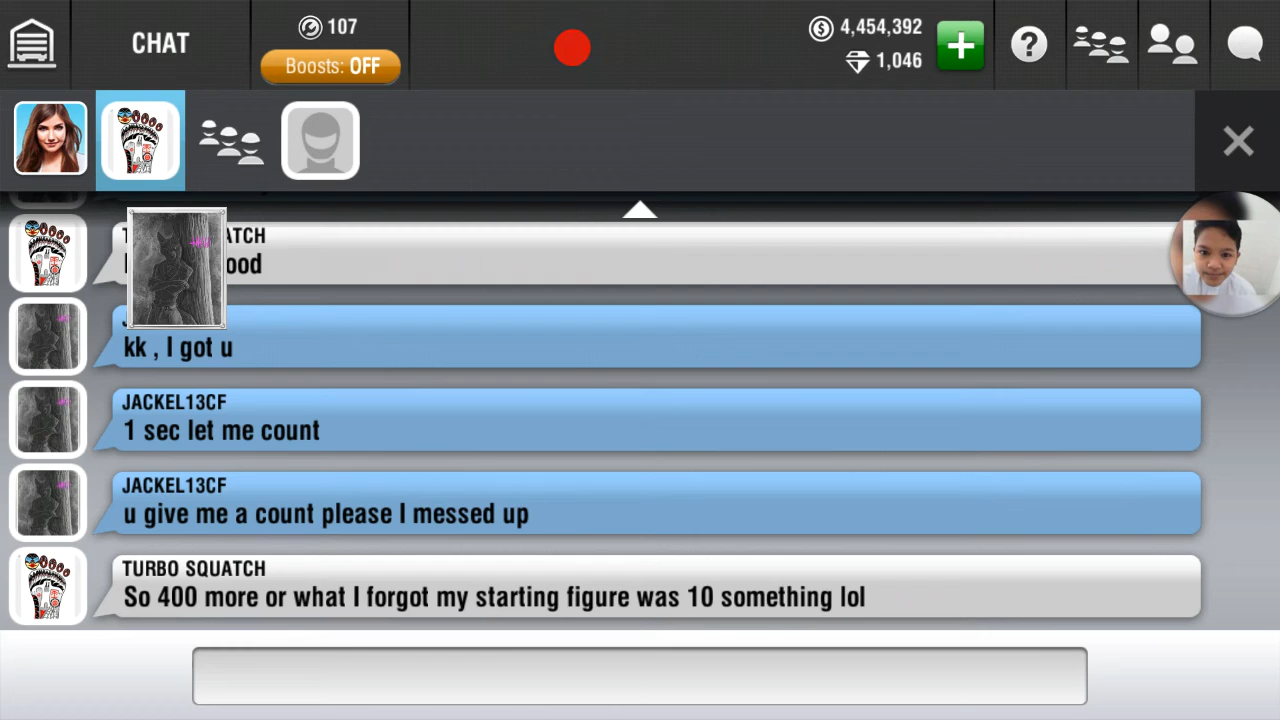 CHAT
107
Boosts: OFF
4,454,392
1,046
ATCH
ood
kk , I got u
JACKEL13CF
1 sec let me count
JACKEL13CF
u give me a count please I messed up
TURBO SQUATCH
So 400 more or what I forgot my starting figure was 10 something lol